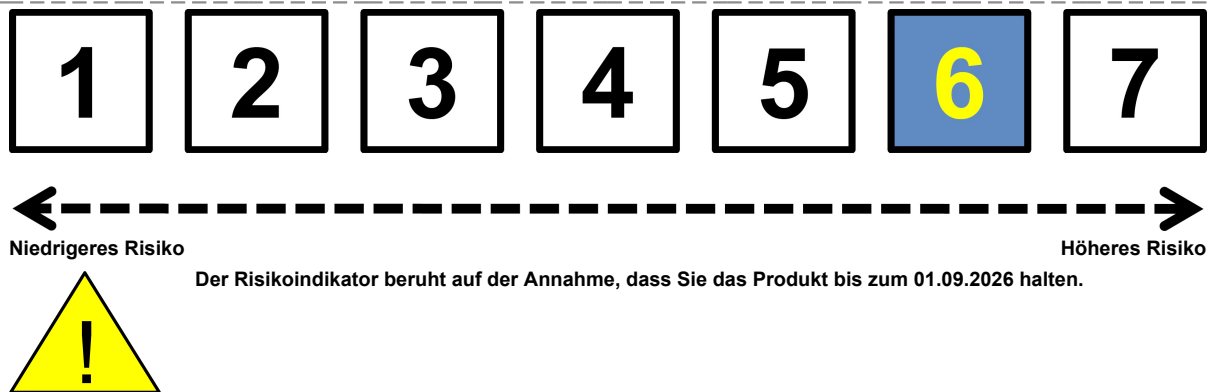 1 2 3 4 5 6 7
Niedrigeres Risiko Höheres Risiko
Der Risikoindikator beruht auf der Annahme, dass Sie das Produkt bis zum 01.09.2026 halten.
!